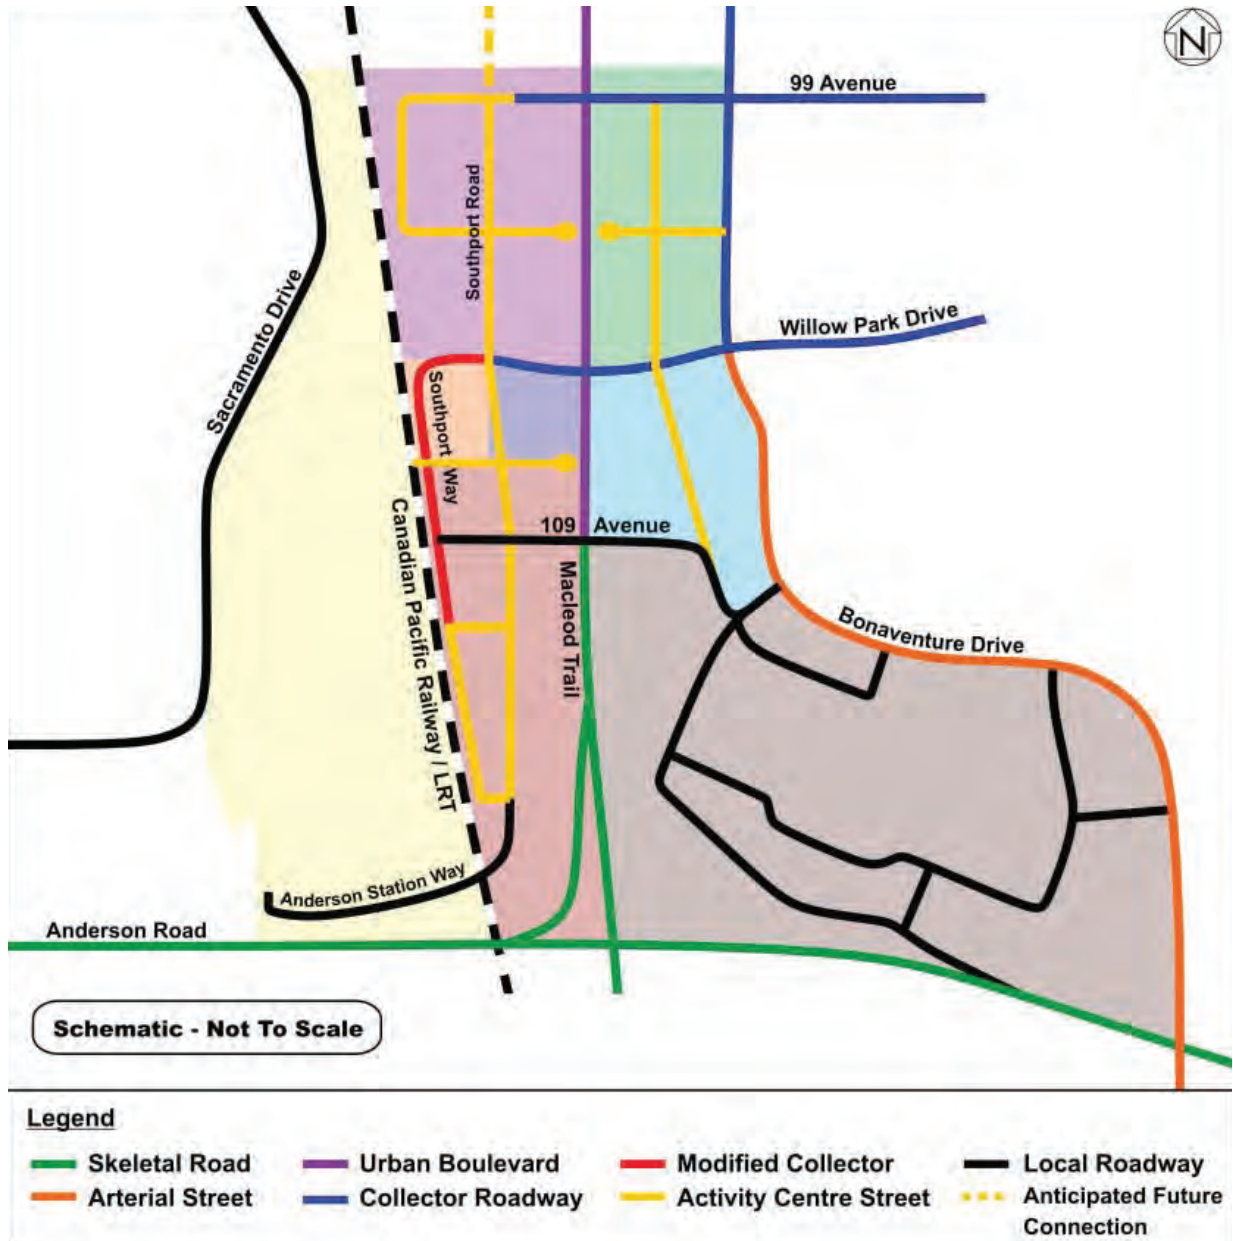 N
99 Avenue
Southport Road
Willow Park Drive
Sacramento Drive
Southport Way
109 Avenue
Canadian Pacific Railway / LRT
Macleod Trail
Bonaventure Drive
Anderson Station Way
Anderson Road
Schematic - Not To Scale
Legend
Skeletal Road
Urban Boulevard
Modified Collector
Local Roadway
Arterial Street
Collector Roadway
Activity Centre Street
Anticipated Future
Connection